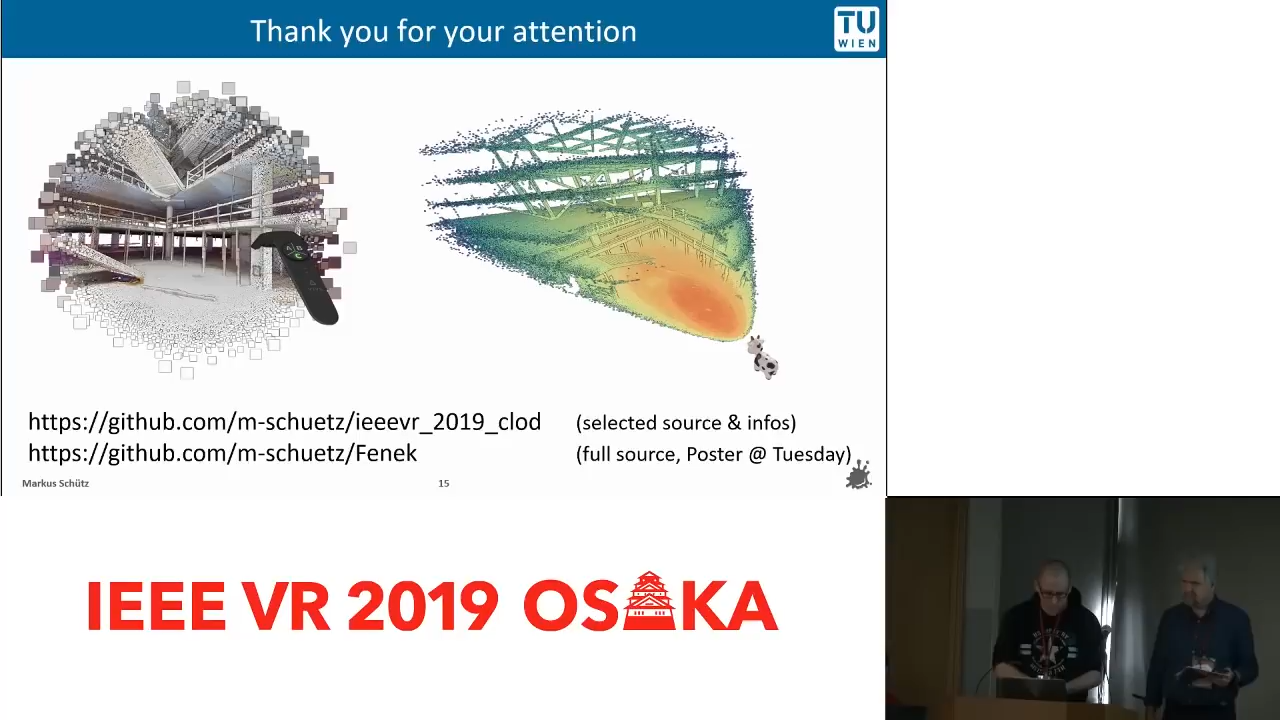 Thank you for your attention
TU
WIEN
https://github.com/m-schuetz/ieeevr_2019_clod (selected source & infos)
https://github.com/m-schuetz/Fenek (full source, Poster @ Tuesday)
Markus Schütz 15
IEEE VR 2019 OSAKA